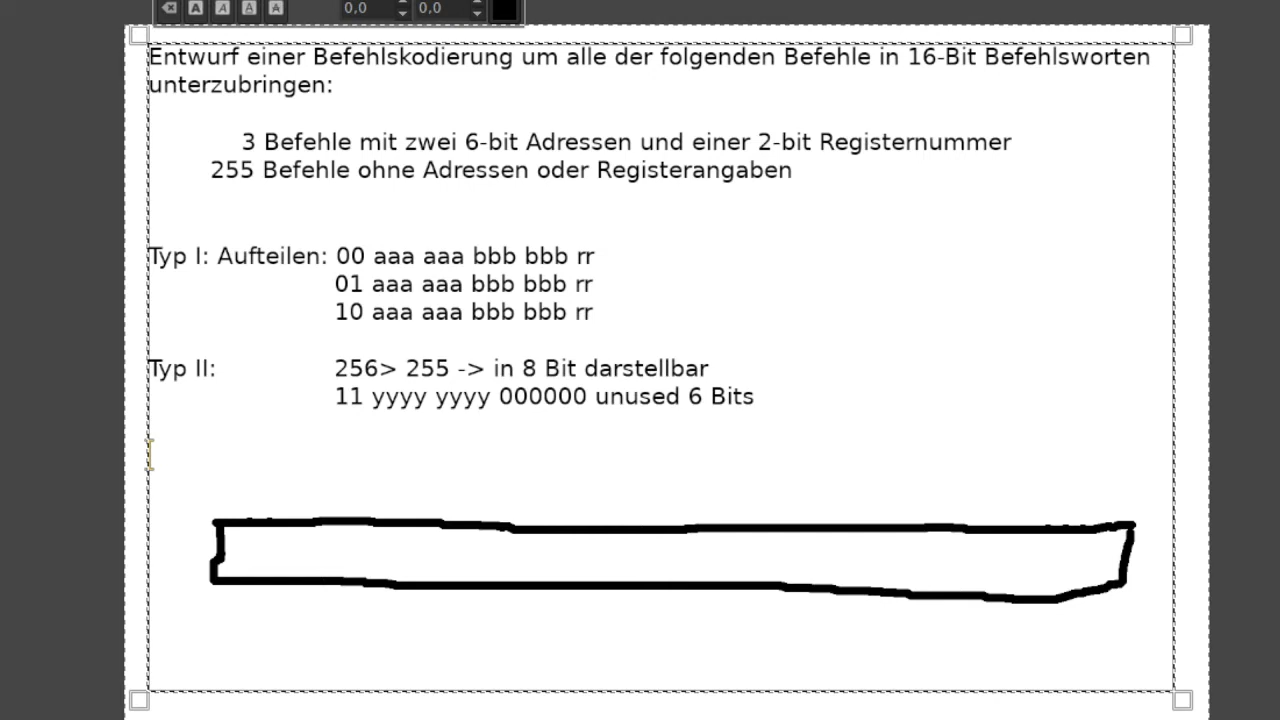 0,0 0,0
Entwurf einer Befehlskodierung um alle der folgenden Befehle in 16-Bit Befehlsworten
unterzubringen:
3 Befehle mit zwei 6-bit Adressen und einer 2-bit Registernummer
255 Befehle ohne Adressen oder Registerangaben
Typ I: Aufteilen: 00 aaa aaa bbb bbb rr
01 aaa aaa bbb bbb rr
10 aaa aaa bbb bbb rr
Typ II: 256> 255 -> in 8 Bit darstellbar
11 yyyy yyyy 000000 unused 6 Bits